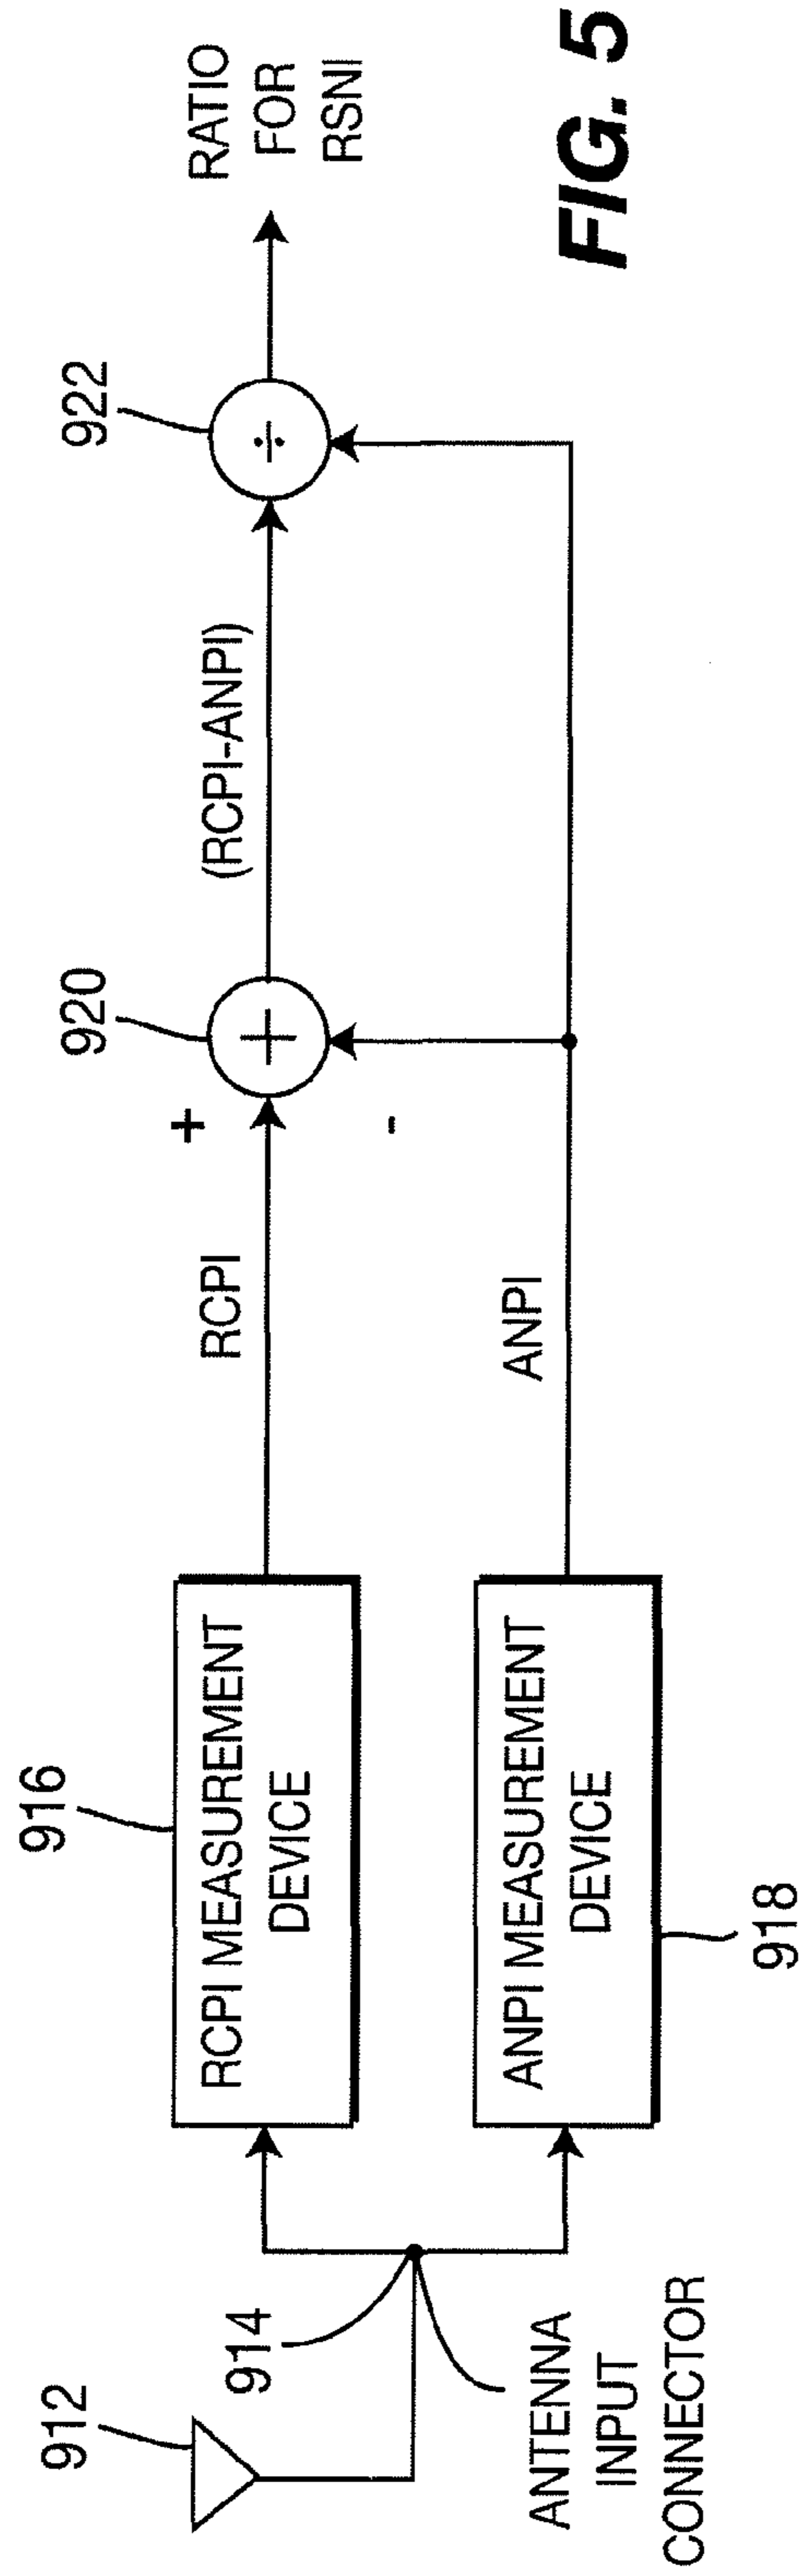 912
914
ANTENNA
INPUT
CONNECTOR
916
RCPI MEASUREMENT
DEVICE
918
ANPI MEASUREMENT
DEVICE
RCPI
ANPI
+
-
920
+
(RCPI-ANPI)
922
÷
RATIO
FOR
RSNI
FIG. 5